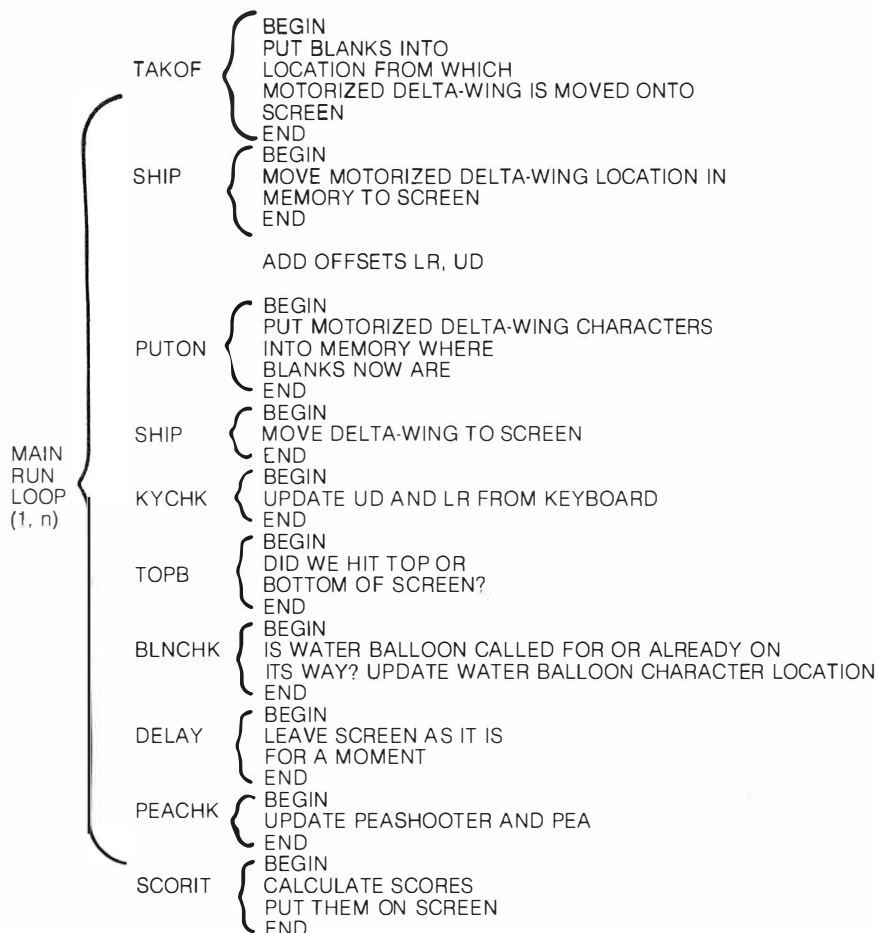 BEGIN
PUT BLANKS INTO
TAKOF LOCATION FROM WHICH
MOTORIZED DELTA-WING IS MOVED ONTO
SCREEN
END
BEGIN
SHIP MOVE MOTORIZED DELTA-WING LOCATION IN
MEMORY TO SCREEN
END
ADD OFFSETS LR, UD
BEGIN
PUT MOTORIZED DELTA-WING CHARACTERS
PUTON INTO MEMORY WHERE
BLANKS NOW ARE
END
BEGIN
SHIP MOVE DELTA-WING TO SCREEN
END
MAIN
RUN
LOOP
(1, n)
BEGIN
KYCHK UPDATE UD AND LR FROM KEYBOARD
END
BEGIN
DID WE HIT TOP OR
TOPB BOTTOM OF SCREEN?
END
BEGIN
BLNCHK IS WATER BALLOON CALLED FOR OR ALREADY ON
ITS WAY? UPDATE WATER BALLOON CHARACTER LOCATION
END
BEGIN
DELAY LEAVE SCREEN AS IT IS
FOR A MOMENT
END
BEGIN
PEACHK UPDATE PEASHOOTER AND PEA
END
BEGIN
SCORIT CALCULATE SCORES
PUT THEM ON SCREEN
END